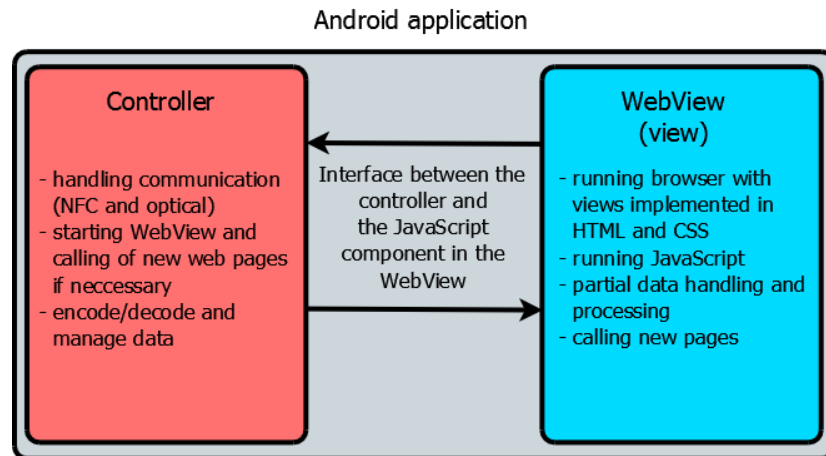 Android application
Controller
- handling communication
(NFC and optical)
- starting WebView and
calling of new web pages
if neccessary
- encode/decode and
manage data
Interface between the
controller and
the JavaScript
component in the
WebView
WebView
(view)
- running browser with
views implemented in
HTML and CSS
- running JavaScript
- partial data handling and
processing
- calling new pages